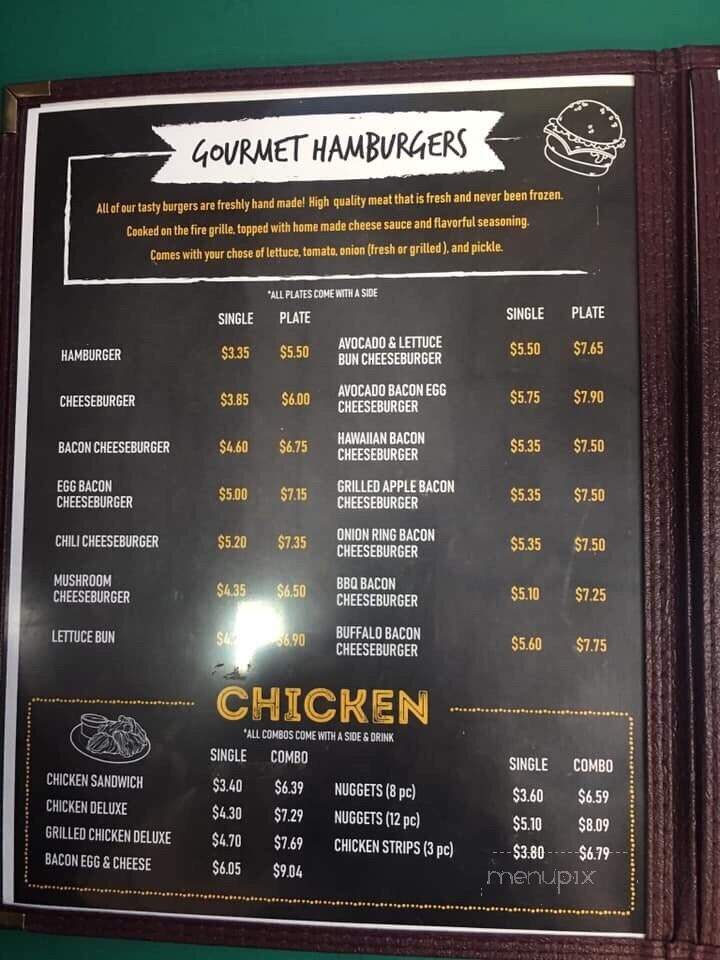 GOURMET HAMBURGERS
All of our tasty burgers are freshly hand made! High quality meat that is fresh and never been frozen.
Cooked on the fire grille, topped with home made cheese sauce and flavorful seasoning.
Comes with your chose of lettuce, tomato, onion (fresh or grilled), and pickle.
*ALL PLATES COME WITH A SIDE
SINGLE PLATE
HAMBURGER $3.35 $5.50
CHEESEBURGER $3.85 $6.00
BACON CHEESEBURGER $4.60 $6.75
EGG BACON
CHEESEBURGER $5.00 $7.15
CHILI CHEESEBURGER $5.20 $7.35
MUSHROOM
CHEESEBURGER $4.35 $6.50
LETTUCE BUN $6.90
SINGLE PLATE
AVOCADO & LETTUCE
BUN CHEESEBURGER $5.50 $7.65
AVOCADO BACON EGG
CHEESEBURGER $5.75 $7.90
HAWAIIAN BACON
CHEESEBURGER $5.35 $7.50
GRILLED APPLE BACON
CHEESEBURGER $5.35 $7.50
ONION RING BACON
CHEESEBURGER $5.35 $7.50
BBQ BACON
CHEESEBURGER $5.10 $7.25
BUFFALO BACON
CHEESEBURGER $5.60 $7.75
CHICKEN
*ALL COMBOS COME WITH A SIDE & DRINK
SINGLE COMBO
CHICKEN SANDWICH $3.40 $6.39
CHICKEN DELUXE $4.30 $7.29
GRILLED CHICKEN DELUXE $4.70 $7.69
BACON EGG & CHEESE $6.05 $9.04
SINGLE COMBO
NUGGETS (8 pc) $3.60 $6.59
NUGGETS (12 pc) $5.10 $8.09
CHICKEN STRIPS (3 pc) $3.80 $6.79
menupix